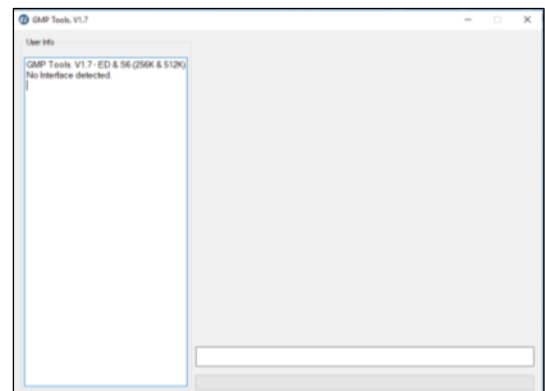 GMP Tools. V1.7
User Info
GMP Tools. V1.7 - ED & S6 (256K & 512K)
No Interface detected.